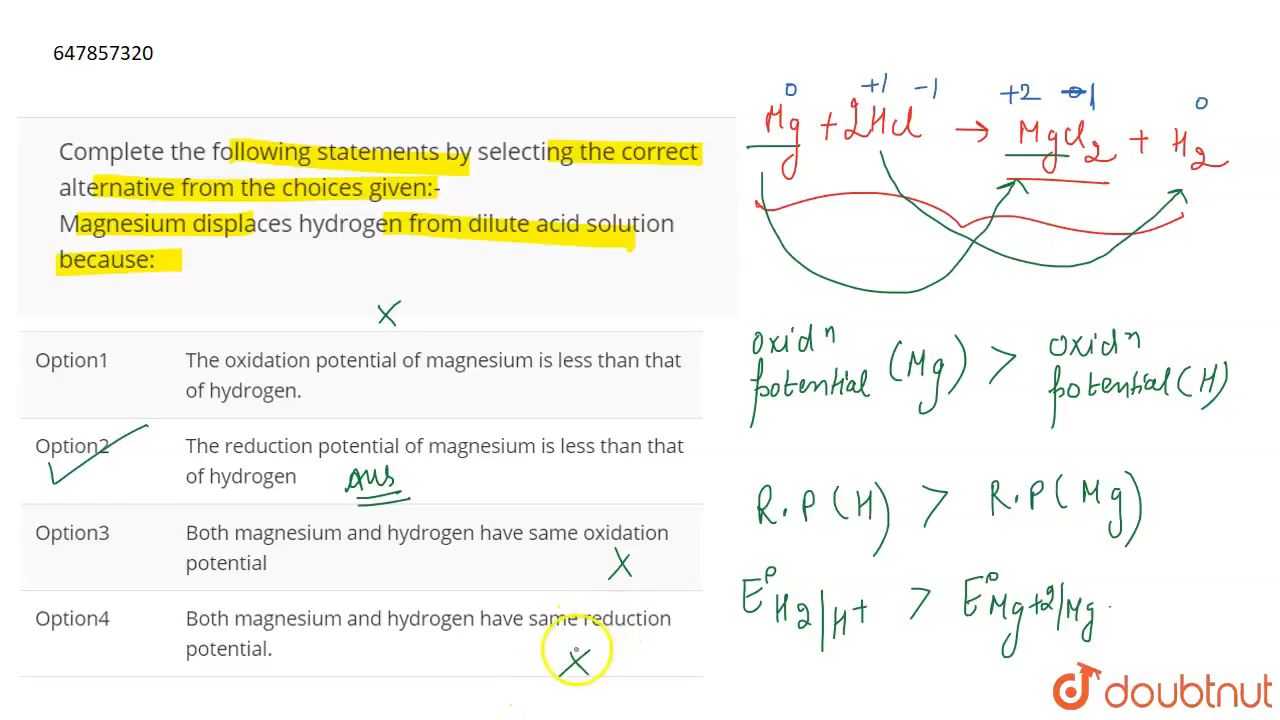 647857320
Complete the following statements by selecting the correct
alternative from the choices given:-
Magnesium displaces hydrogen from dilute acid solution
because:
X
Option1 The oxidation potential of magnesium is less than that
of hydrogen.
Option2 The reduction potential of magnesium is less than that
of hydrogen Ans
Option3 Both magnesium and hydrogen have same oxidation
potential X
Option4 Both magnesium and hydrogen have same reduction
potential. X
0 +1 -1 +2 -1 0
Mg + 2HCl → MgCl2 + H2
oxidn potential (Mg) > oxidn potential (H)
R.P (H) > R.P (Mg)
E° H2|H+ > E° Mg+2|Mg
doubtnut